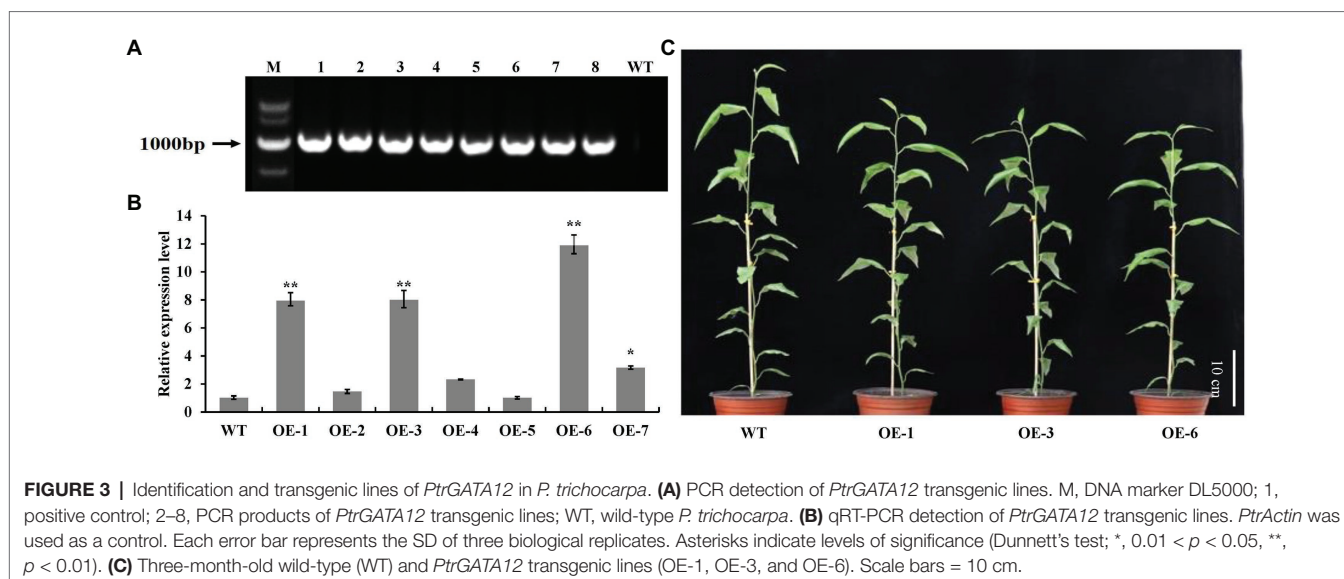 A
M 1 2 3 4 5 6 7 8 WT
1000bp
B
Relative expression level
14
12
10
8
6
4
2
0
** ** ** *
WT OE-1 OE-2 OE-3 OE-4 OE-5 OE-6 OE-7
C
10 cm
WT OE-1 OE-3 OE-6
FIGURE 3 | Identification and transgenic lines of PtrGATA12 in P. trichocarpa. (A) PCR detection of PtrGATA12 transgenic lines. M, DNA marker DL5000; 1,
positive control; 2–8, PCR products of PtrGATA12 transgenic lines; WT, wild-type P. trichocarpa. (B) qRT-PCR detection of PtrGATA12 transgenic lines. PtrActin was
used as a control. Each error bar represents the SD of three biological replicates. Asterisks indicate levels of significance (Dunnett's test; *, 0.01 < p < 0.05, **,
p < 0.01). (C) Three-month-old wild-type (WT) and PtrGATA12 transgenic lines (OE-1, OE-3, and OE-6). Scale bars = 10 cm.